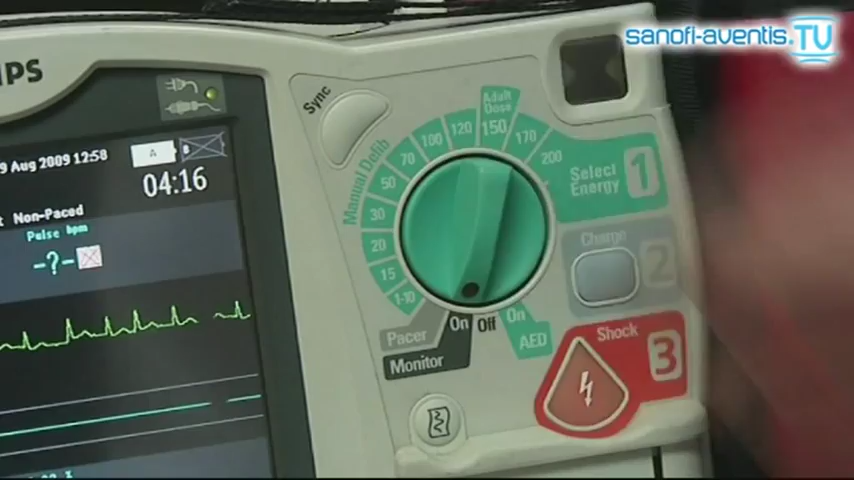 sanofi-aventis.TV
IPS
9 Aug 2009 12:58
A
04:16
Non-Paced
Pulse bpm
-?-
Sync
Manual Defib
1-10
15
20
30
50
70
100
120
Adult Dose
150
170
200
Select Energy
1
Charge
2
Shock
3
Pacer
Monitor
On
Off
On
AED